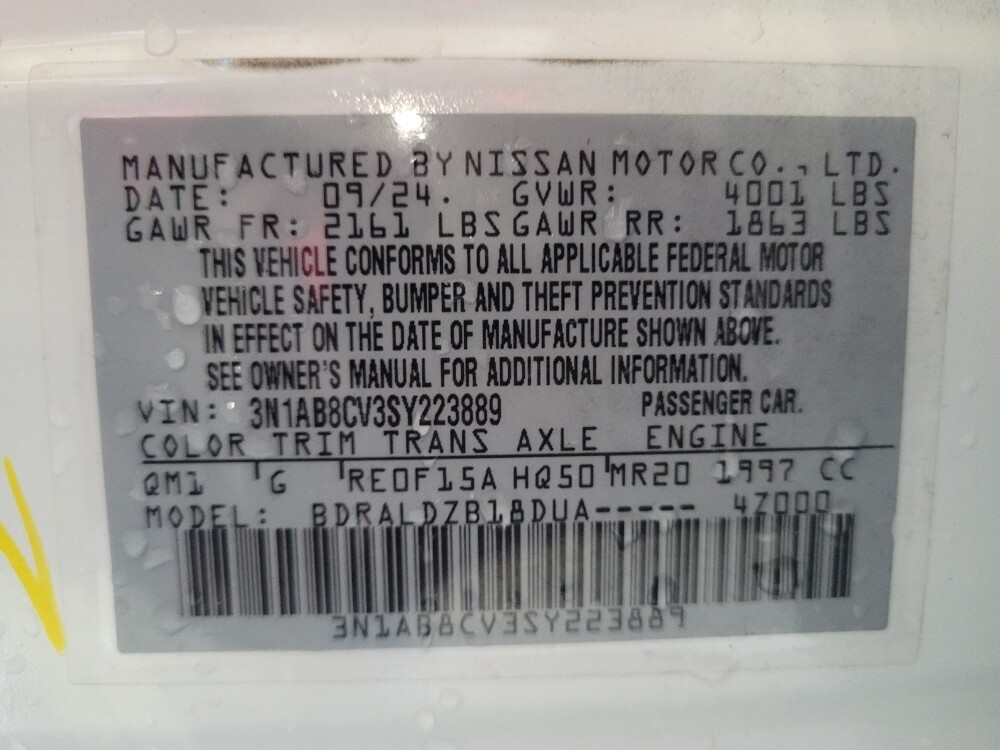 MANUFACTURED BY NISSAN MOTOR CO., LTD.
DATE: 09/24. GVWR: 4001 LBS
GAWR FR: 2161 LBS GAWR RR: 1863 LBS
THIS VEHICLE CONFORMS TO ALL APPLICABLE FEDERAL MOTOR
VEHICLE SAFETY, BUMPER AND THEFT PREVENTION STANDARDS
IN EFFECT ON THE DATE OF MANUFACTURE SHOWN ABOVE.
SEE OWNER'S MANUAL FOR ADDITIONAL INFORMATION.
VIN: 3N1AB8CV3SY223889 PASSENGER CAR.
COLOR TRIM TRANS AXLE ENGINE
QM1 G RE0F15A HQ50 MR20 1997 CC
MODEL: BDRALDZB18DUA----- 4Z000
3N1AB8CV3SY223889